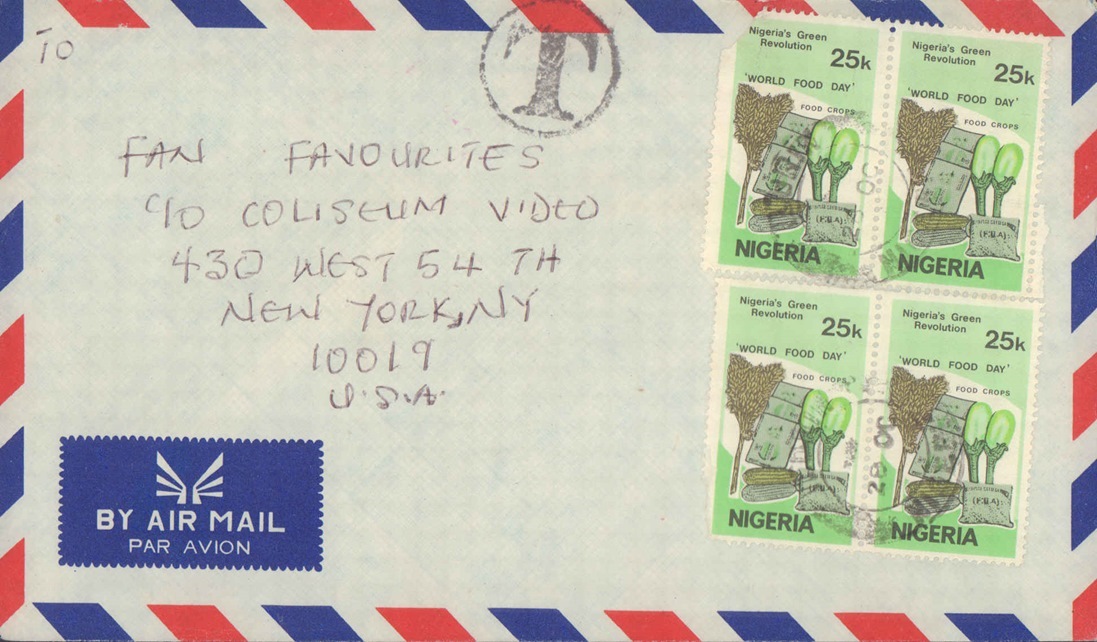 TO
T
FAN FAVOURITES
C/O COLISEUM VIDEO
430 WEST 54 TH
NEW YORK, NY
10019
U.S.A.
BY AIR MAIL
PAR AVION
Nigeria's Green
Revolution
25k
'WORLD FOOD DAY'
FOOD CROPS
(F.D.A)
NIGERIA
Nigeria's Green
Revolution
25k
'WORLD FOOD DAY'
FOOD CROPS
(F.D.A)
NIGERIA
Nigeria's Green
Revolution
25k
'WORLD FOOD DAY'
FOOD CROPS
(F.D.A)
NIGERIA
Nigeria's Green
Revolution
25k
'WORLD FOOD DAY'
FOOD CROPS
(F.D.A)
NIGERIA
28 OC